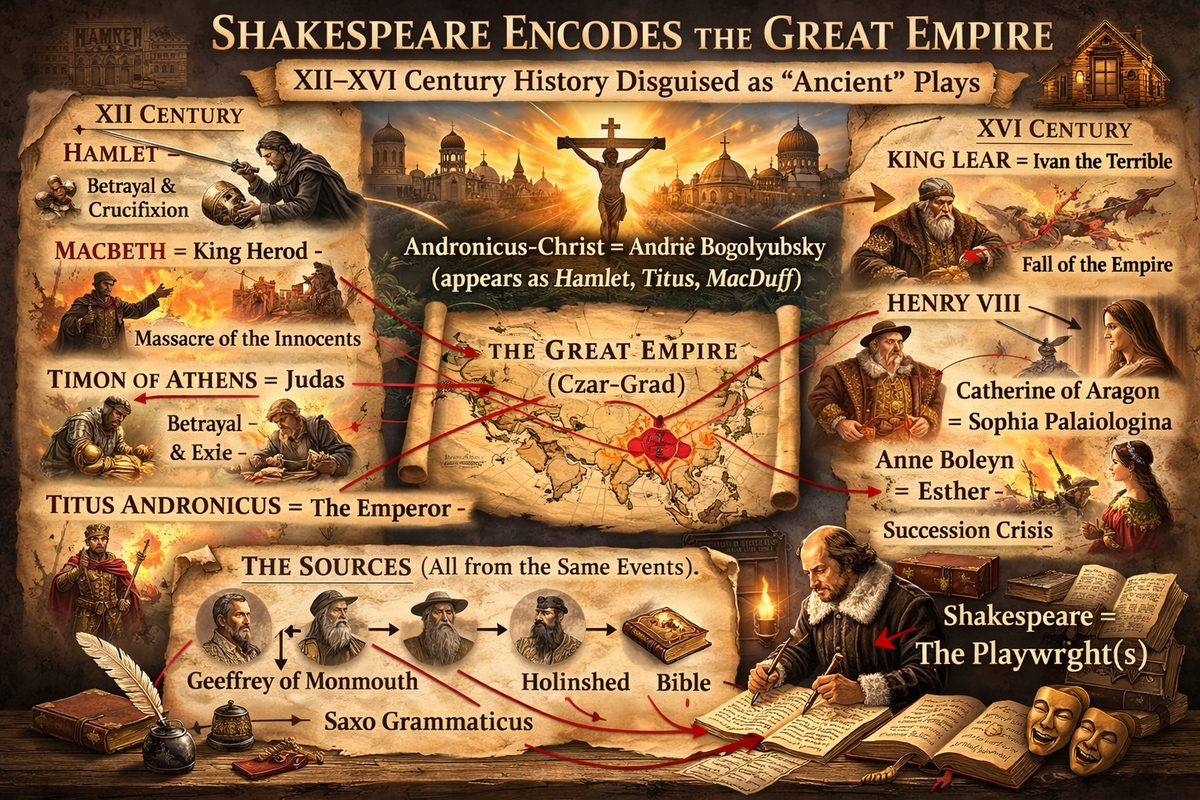 SHAKESPEARE ENCODES THE GREAT EMPIRE
XII–XVI Century History Disguised as “Ancient” Plays
XII CENTURY
HAMLET –
Betrayal &
Crucifixion
MACBETH = King Herod -
Massacre of the Innocents
TIMON OF ATHENS = Judas
Betrayal -
& Exie -
TITUS ANDRONICUS = The Emperor -
Andronicus-Christ = Andrie Bogolyubsky
(appears as Hamlet, Titus, MacDuff)
THE GREAT EMPIRE
(Czar-Grad)
XVI CENTURY
KING LEAR = Ivan the Terrible
Fall of the Empire
HENRY VIII
Catherine of Aragon
= Sophia Palaiologina
Anne Boleyn
= Esther -
Succession Crisis
THE SOURCES (All from the Same Events).
Geeffrey of Monmouth
Holinshed
Bible
Saxo Grammaticus
Shakespeare =
The Playwrght(s)